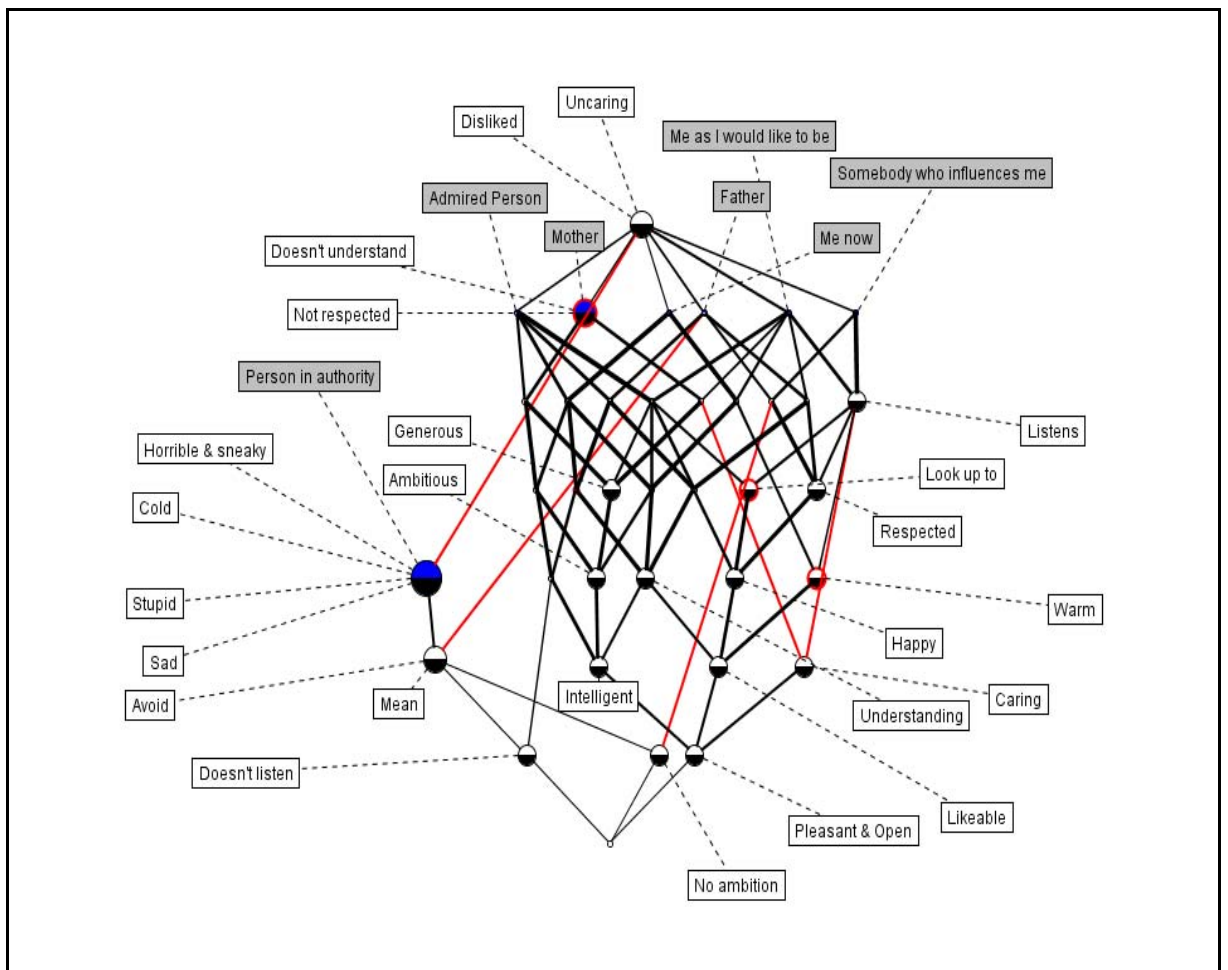 Uncaring
Disliked
Me as I would like to be
Somebody who influences me
Admired Person
Father
Mother
Me now
Doesn't understand
Not respected
Person in authority
Generous
Listens
Horrible & sneaky
Ambitious
Look up to
Cold
Respected
Stupid
Warm
Happy
Sad
Avoid
Mean
Intelligent
Caring
Understanding
Doesn't listen
Likeable
Pleasant & Open
No ambition